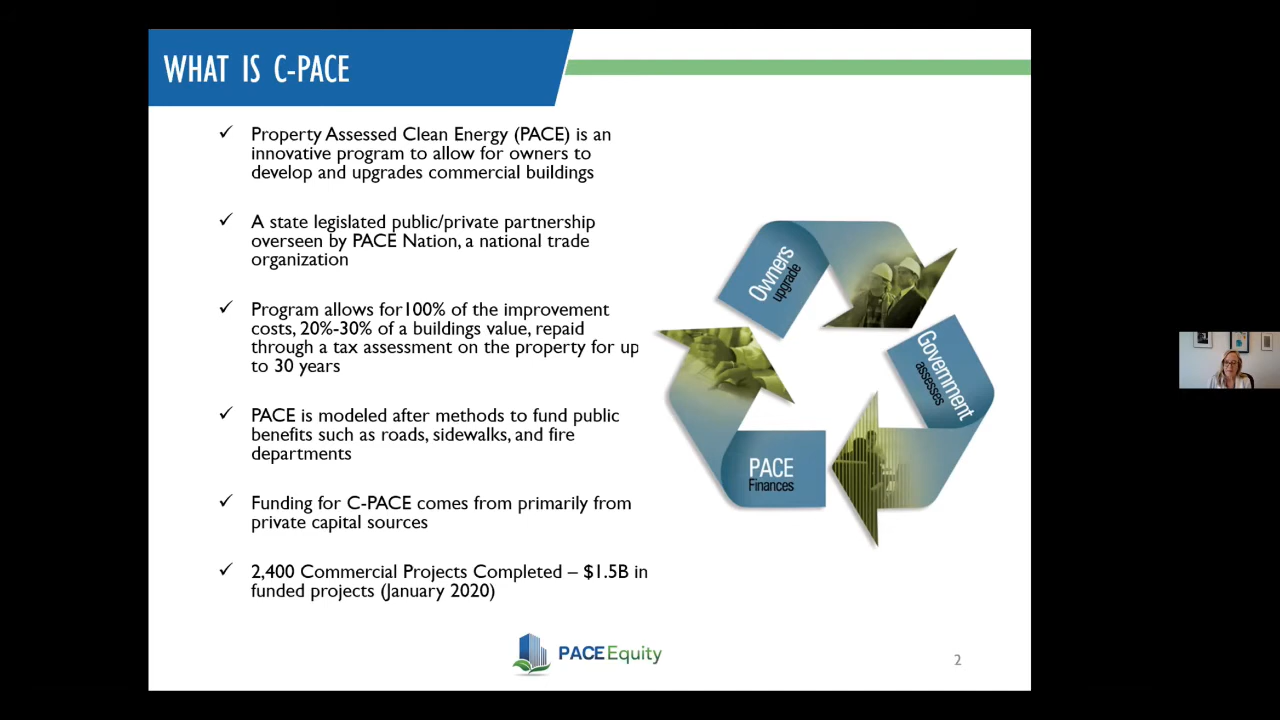 WHAT IS C-PACE
✓ Property Assessed Clean Energy (PACE) is an
innovative program to allow for owners to
develop and upgrades commercial buildings
✓ A state legislated public/private partnership
overseen by PACE Nation, a national trade
organization
✓ Program allows for100% of the improvement
costs, 20%-30% of a buildings value, repaid
through a tax assessment on the property for up
to 30 years
✓ PACE is modeled after methods to fund public
benefits such as roads, sidewalks, and fire
departments
✓ Funding for C-PACE comes from primarily from
private capital sources
✓ 2,400 Commercial Projects Completed – $1.5B in
funded projects (January 2020)
Owners
upgrade
Government
assesses
PACE
Finances
PACE Equity
2